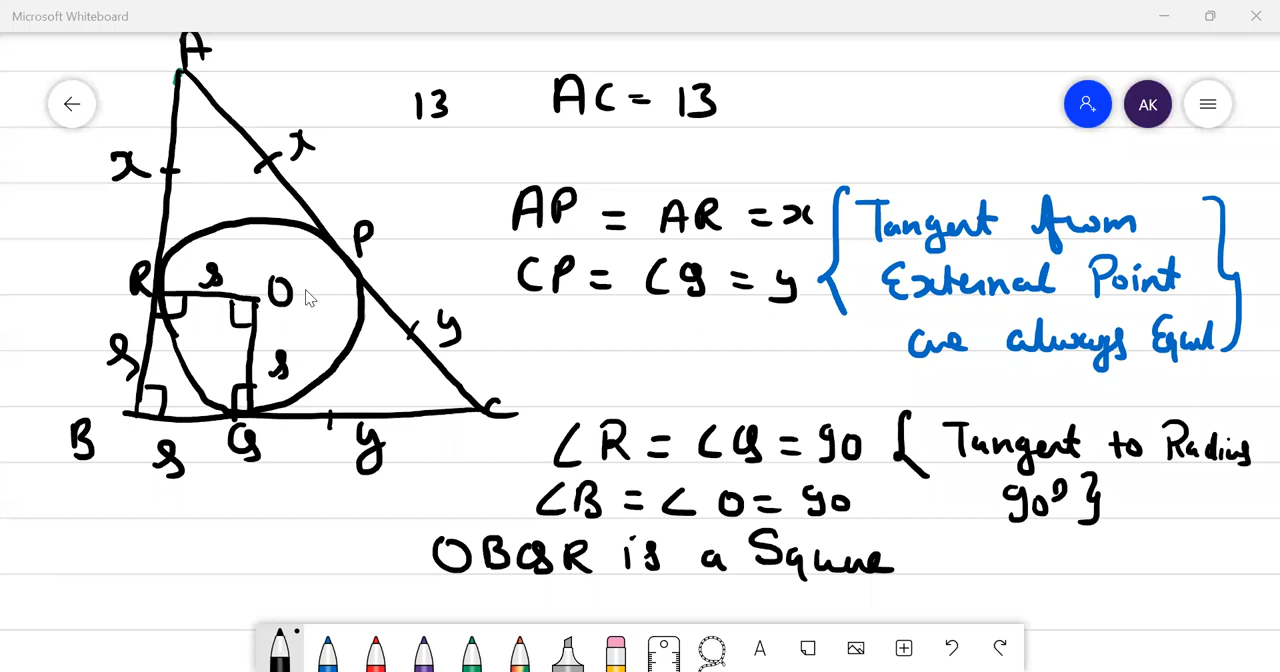 Microsoft Whiteboard
A
13
AC = 13
AK
x
x
AP = AR = x { Tangent from
CP = CQ = y External Point
are always Equal }
P
R
r
O
y
r
r
B
r
Q
y
C
∠R = ∠Q = 90 { Tangent to Radius
90° }
∠B = ∠O = 90
OBQR is a Square
A